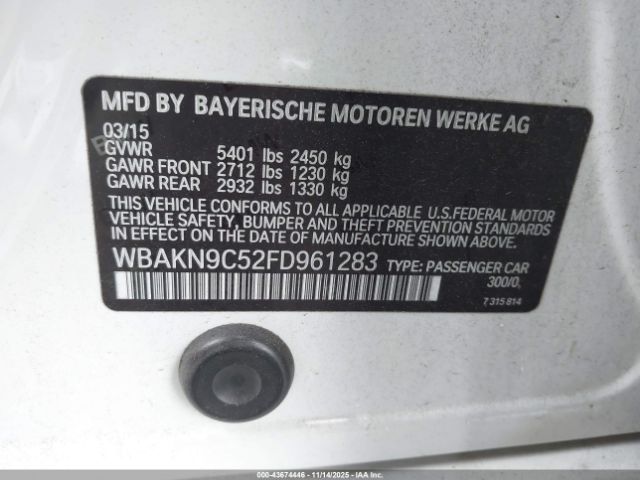 MFD BY BAYERISCHE MOTOREN WERKE AG
03/15
GVWR 5401 lbs 2450 kg
GAWR FRONT 2712 lbs 1230 kg
GAWR REAR 2932 lbs 1330 kg
THIS VEHICLE CONFORMS TO ALL APPLICABLE U.S.FEDERAL MOTOR
VEHICLE SAFETY, BUMPER AND THEFT PREVENTION STANDARDS
IN EFFECT ON THE DATE OF MANUFACTURE SHOWN ABOVE.
WBAKN9C52FD961283 TYPE: PASSENGER CAR
300/0
7 315 814
000-43674446 - 11/14/2025 - IAA Inc.